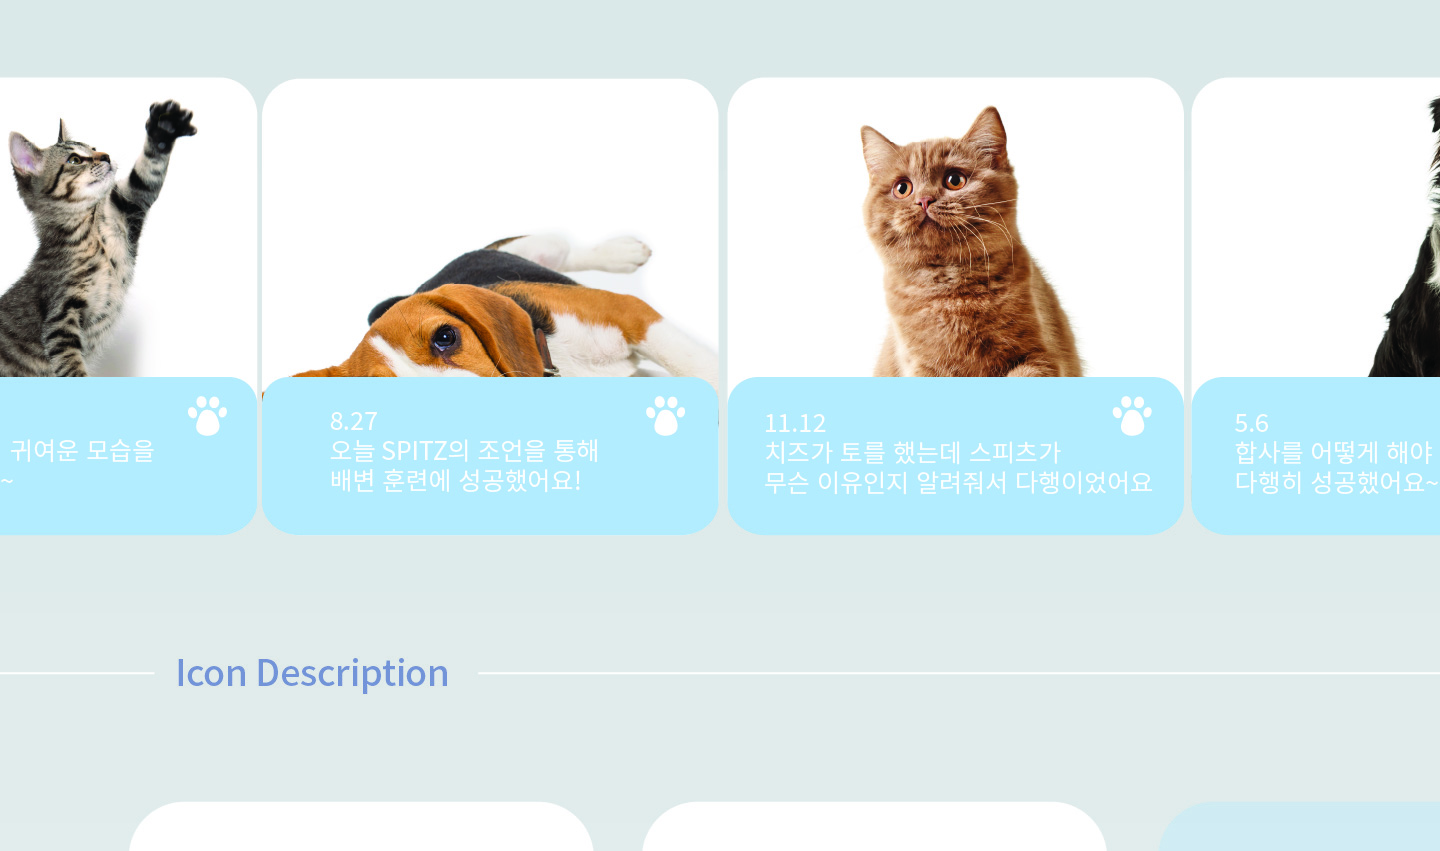 귀여운 모습을
~
8.27
오늘 SPITZ의 조언을 통해
배변 훈련에 성공했어요!
11.12
치즈가 토를 했는데 스피츠가
무슨 이유인지 알려줘서 다행이었어요
5.6
합사를 어떻게 해야
다행히 성공했어요~
Icon Description